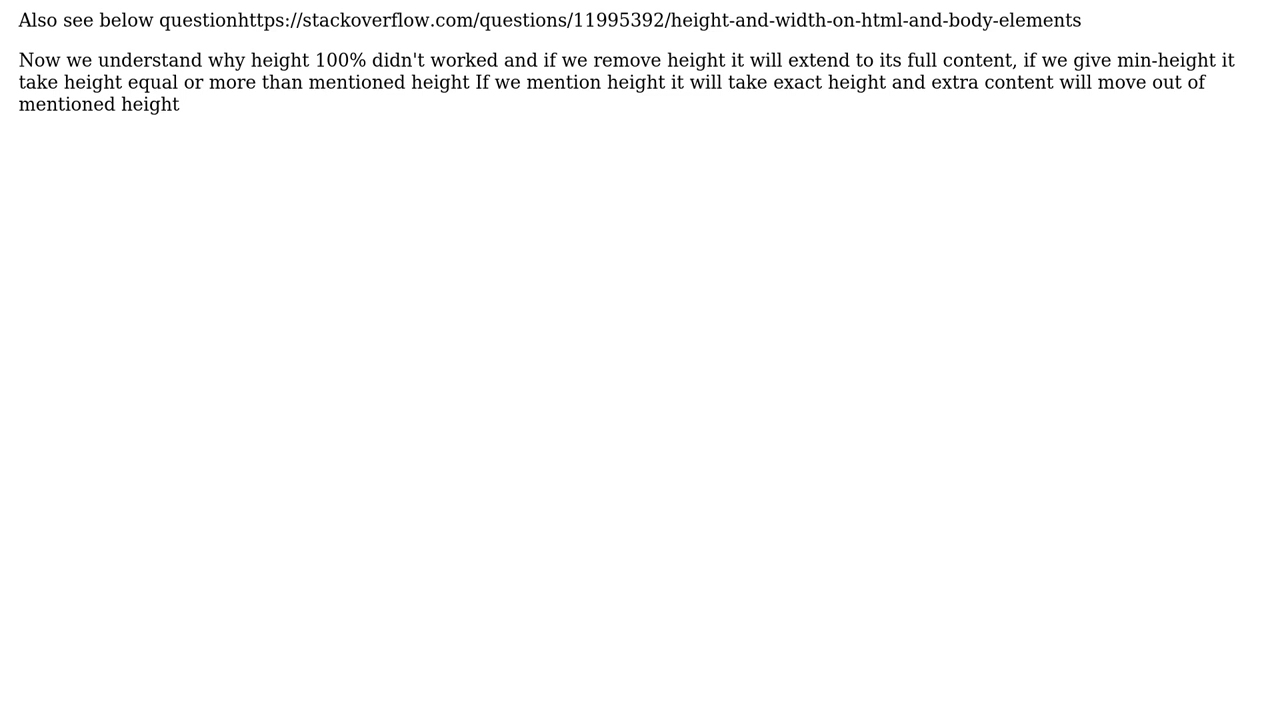 Also see below questionhttps://stackoverflow.com/questions/11995392/height-and-width-on-html-and-body-elements
Now we understand why height 100% didn't worked and if we remove height it will extend to its full content, if we give min-height it
take height equal or more than mentioned height If we mention height it will take exact height and extra content will move out of
mentioned height